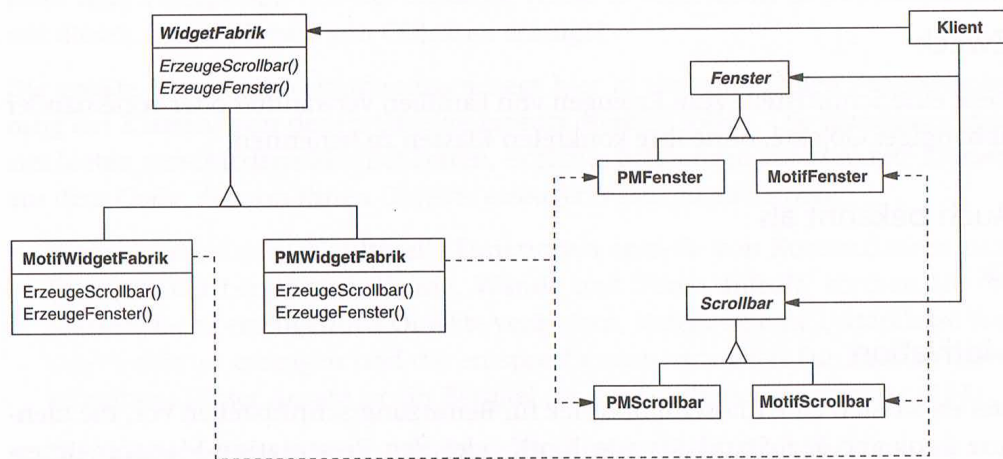 WidgetFabrik
ErzeugeScrollbar()
ErzeugeFenster()
Klient
Fenster
PMFenster
MotifFenster
MotifWidgetFabrik
ErzeugeScrollbar()
ErzeugeFenster()
PMWidgetFabrik
ErzeugeScrollbar()
ErzeugeFenster()
Scrollbar
PMScrollbar
MotifScrollbar